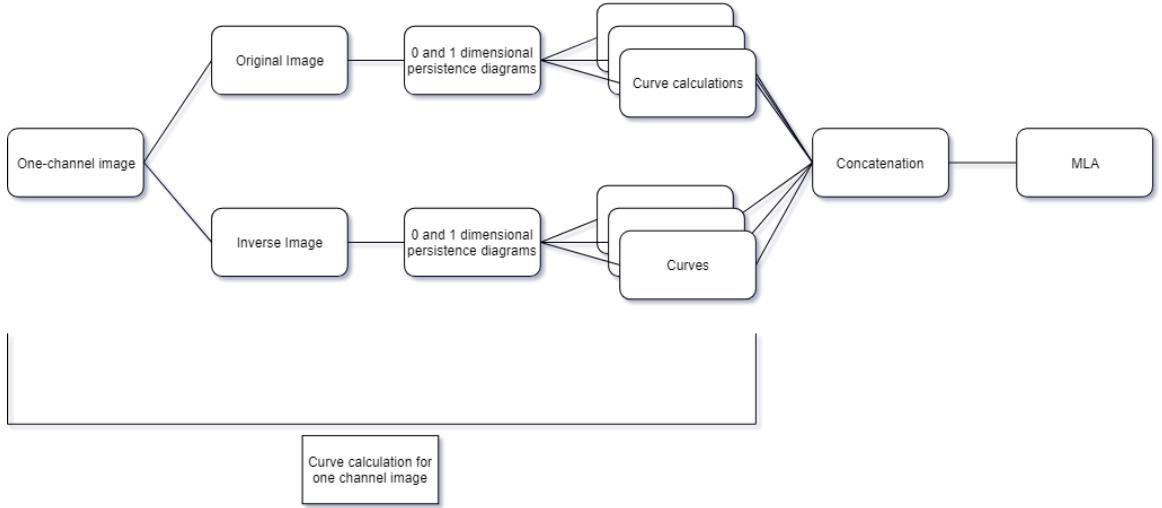 Original Image
0 and 1 dimensional
persistence diagrams
Curve calculations
One-channel image
Concatenation
MLA
Inverse Image
0 and 1 dimensional
persistence diagrams
Curves
Curve calculation for
one channel image